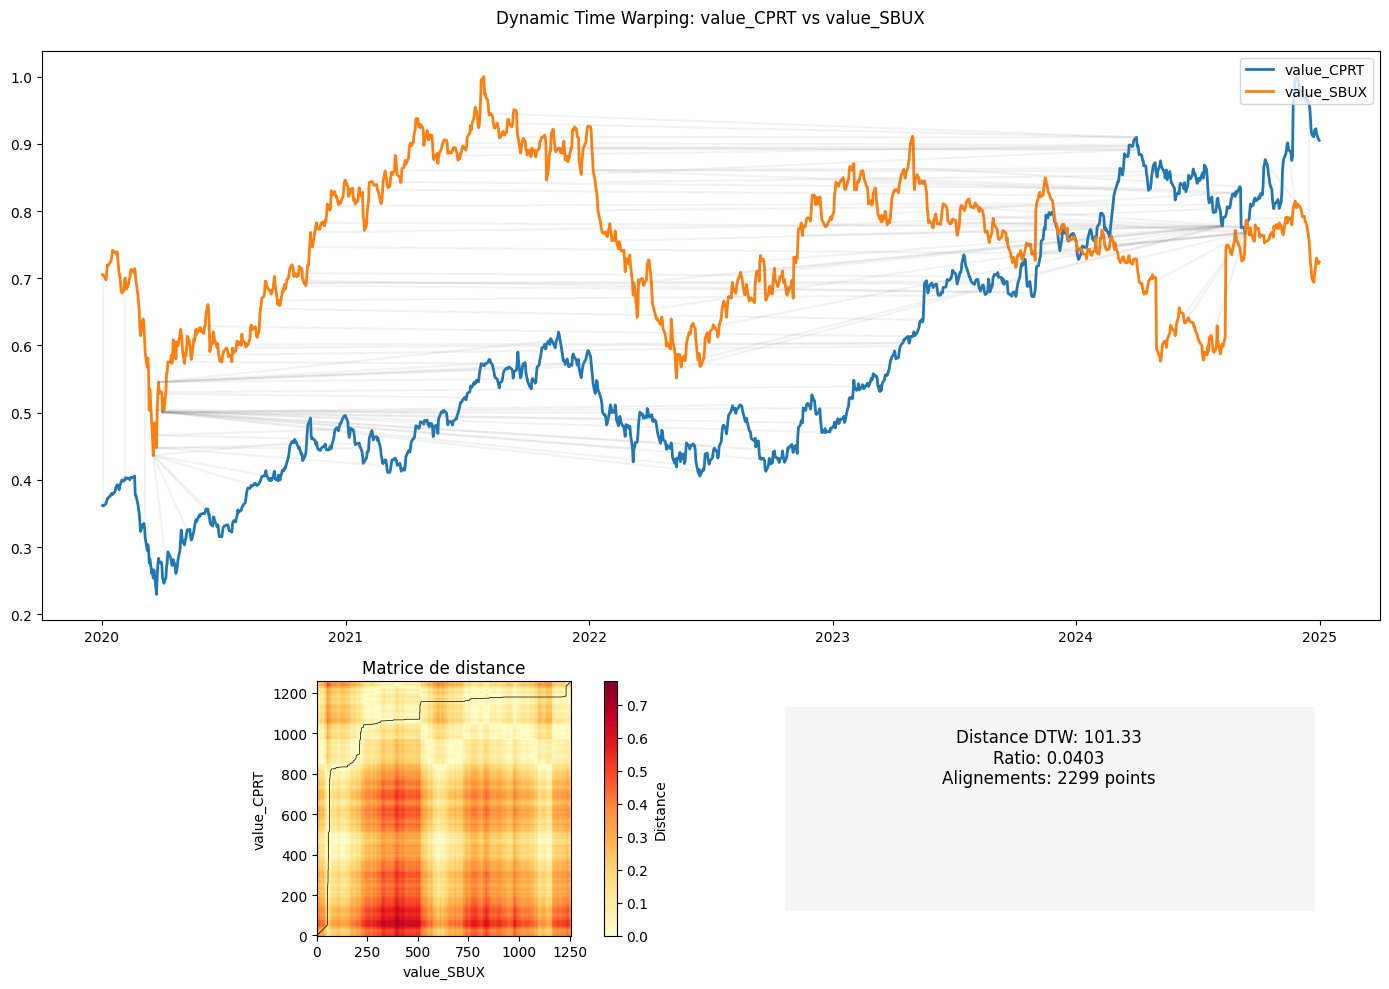 Dynamic Time Warping: value_CPRT vs value_SBUX
value_CPRT
value_SBUX
1.0
0.9
0.8
0.7
0.6
0.5
0.4
0.3
0.2
2020 2021 2022 2023 2024 2025
Matrice de distance
value_CPRT
1200
1000
800
600
400
200
0
0 250 500 750 1000 1250
value_SBUX
0.7
0.6
0.5
0.4
0.3
0.2
0.1
0.0
Distance
Distance DTW: 101.33
Ratio: 0.0403
Alignements: 2299 points